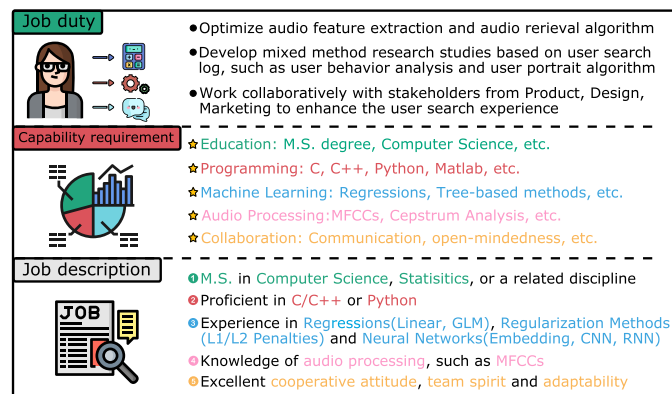 Job duty
Optimize audio feature extraction and audio rerieval algorithm
Develop mixed method research studies based on user search
log, such as user behavior analysis and user portrait algorithm
Work collaboratively with stakeholders from Product, Design,
Marketing to enhance the user search experience
Capability requirement
Education: M.S. degree, Computer Science, etc.
Programming: C, C++, Python, Matlab, etc.
Machine Learning: Regressions, Tree-based methods, etc.
Audio Processing:MFCCs, Cepstrum Analysis, etc.
Collaboration: Communication, open-mindedness, etc.
Job description
JOB
1 M.S. in Computer Science, Statisitics, or a related discipline
2 Proficient in C/C++ or Python
3 Experience in Regressions(Linear, GLM), Regularization Methods
(L1/L2 Penalties) and Neural Networks(Embedding, CNN, RNN)
4 Knowledge of audio processing, such as MFCCs
5 Excellent cooperative attitude, team spirit and adaptability